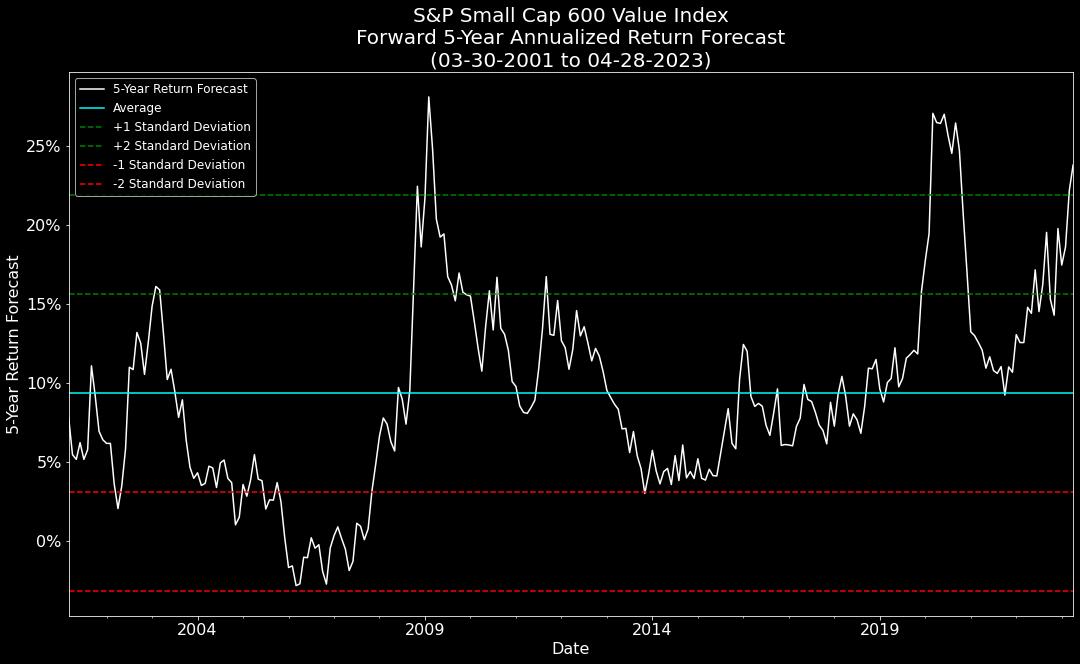 S&P Small Cap 600 Value Index
Forward 5-Year Annualized Return Forecast
(03-30-2001 to 04-28-2023)
5-Year Return Forecast
Average
+1 Standard Deviation
+2 Standard Deviation
-1 Standard Deviation
-2 Standard Deviation
25%
20%
15%
10%
5%
0%
5-Year Return Forecast
2004
2009
2014
2019
Date